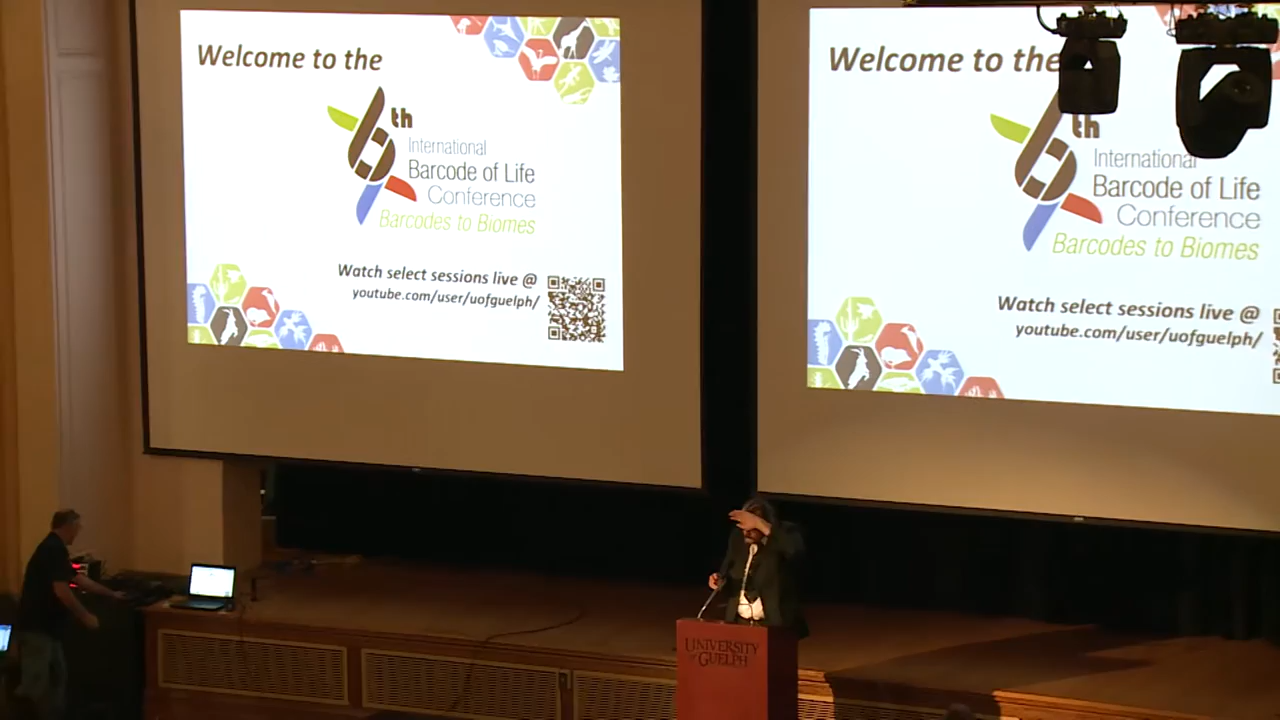 Welcome to the
6th
International
Barcode of Life
Conference
Barcodes to Biomes
Watch select sessions live @
youtube.com/user/uofguelph/
Welcome to the
6th
International
Barcode of Life
Conference
Barcodes to Biomes
Watch select sessions live @
youtube.com/user/uofguelph/
UNIVERSITY
of GUELPH